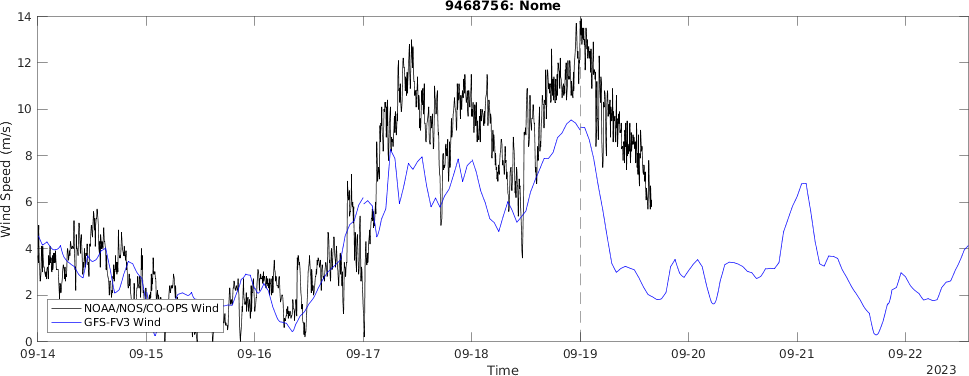 9468756: Nome
Wind Speed (m/s)
14
12
10
8
6
4
2
0
NOAA/NOS/CO-OPS Wind
GFS-FV3 Wind
09-14 09-15 09-16 09-17 09-18 09-19 09-20 09-21 09-22
Time
2023